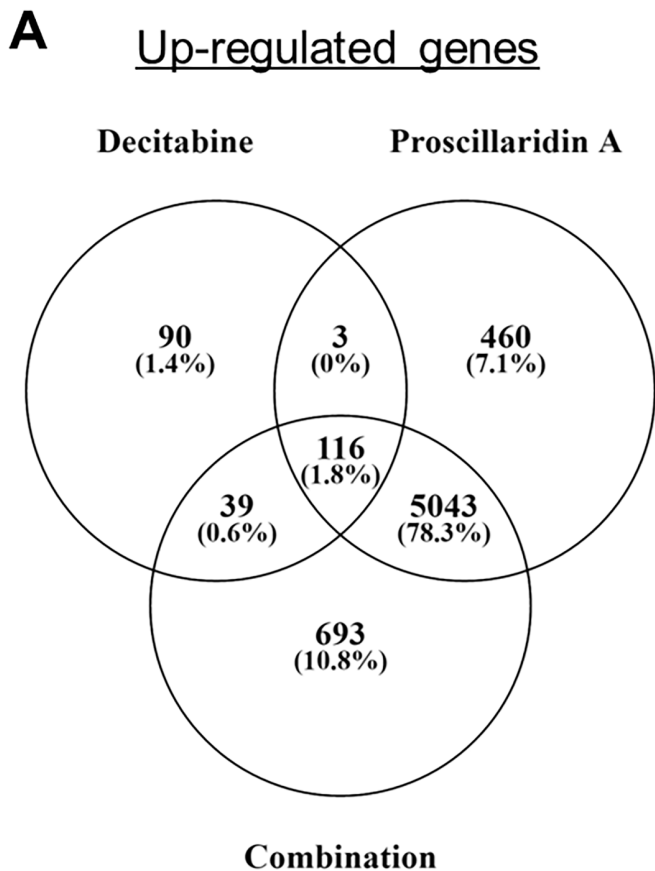 A
Up-regulated genes
Decitabine
Proscillaridin A
90
(1.4%)
3
(0%)
460
(7.1%)
116
(1.8%)
39
(0.6%)
5043
(78.3%)
693
(10.8%)
Combination